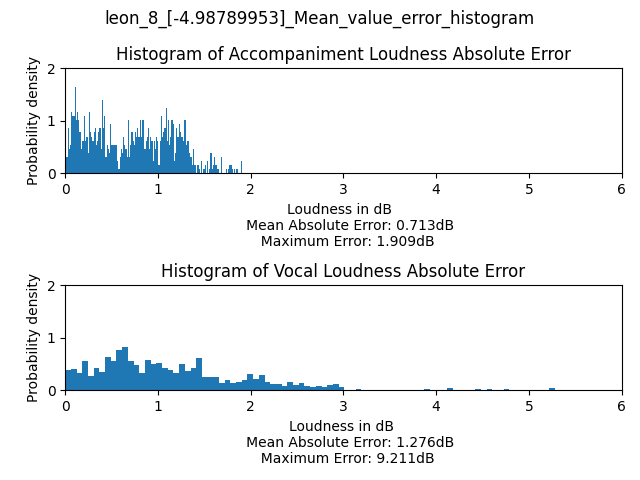 leon_8_[-4.98789953]_Mean_value_error_histogram
Histogram of Accompaniment Loudness Absolute Error
Probability density
2
1
0
0 1 2 3 4 5 6
Loudness in dB
Mean Absolute Error: 0.713dB
Maximum Error: 1.909dB
Histogram of Vocal Loudness Absolute Error
Probability density
2
1
0
0 1 2 3 4 5 6
Loudness in dB
Mean Absolute Error: 1.276dB
Maximum Error: 9.211dB